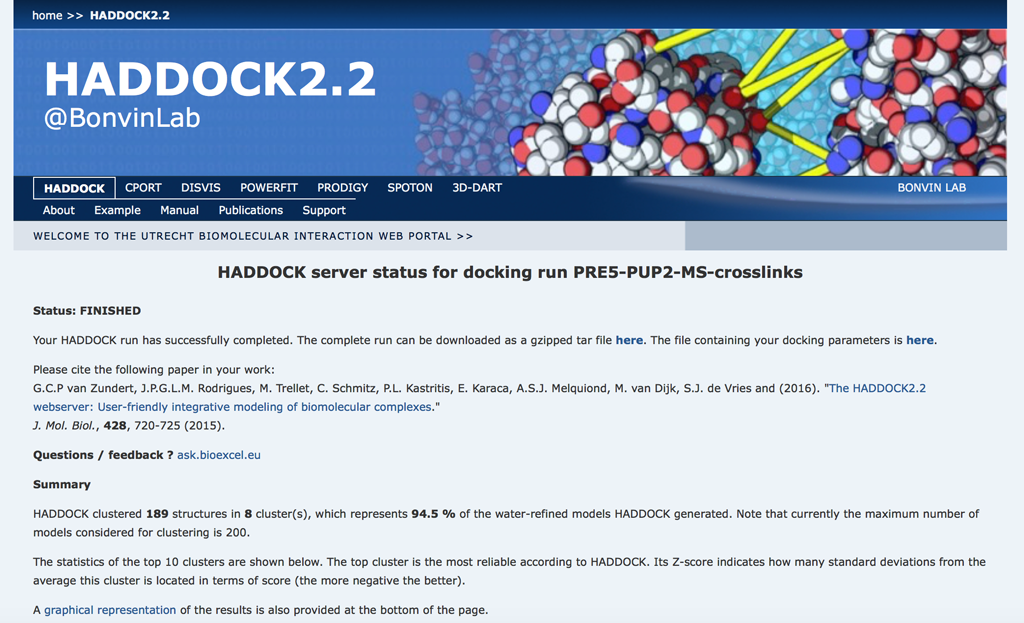 home >> HADDOCK2.2
HADDOCK2.2
@BonvinLab
HADDOCK CPORT DISVIS POWERFIT PRODIGY SPOTON 3D-DART BONVIN LAB
About Example Manual Publications Support
WELCOME TO THE UTRECHT BIOMOLECULAR INTERACTION WEB PORTAL >>
HADDOCK server status for docking run PRE5-PUP2-MS-crosslinks
Status: FINISHED
Your HADDOCK run has successfully completed. The complete run can be downloaded as a gzipped tar file here. The file containing your docking parameters is here.
Please cite the following paper in your work:
G.C.P van Zundert, J.P.G.L.M. Rodrigues, M. Trellet, C. Schmitz, P.L. Kastritis, E. Karaca, A.S.J. Melquiond, M. van Dijk, S.J. de Vries and (2016). "The HADDOCK2.2
webserver: User-friendly integrative modeling of biomolecular complexes."
J. Mol. Biol., 428, 720-725 (2015).
Questions / feedback ? ask.bioexcel.eu
Summary
HADDOCK clustered 189 structures in 8 cluster(s), which represents 94.5 % of the water-refined models HADDOCK generated. Note that currently the maximum number of
models considered for clustering is 200.
The statistics of the top 10 clusters are shown below. The top cluster is the most reliable according to HADDOCK. Its Z-score indicates how many standard deviations from the
average this cluster is located in terms of score (the more negative the better).
A graphical representation of the results is also provided at the bottom of the page.